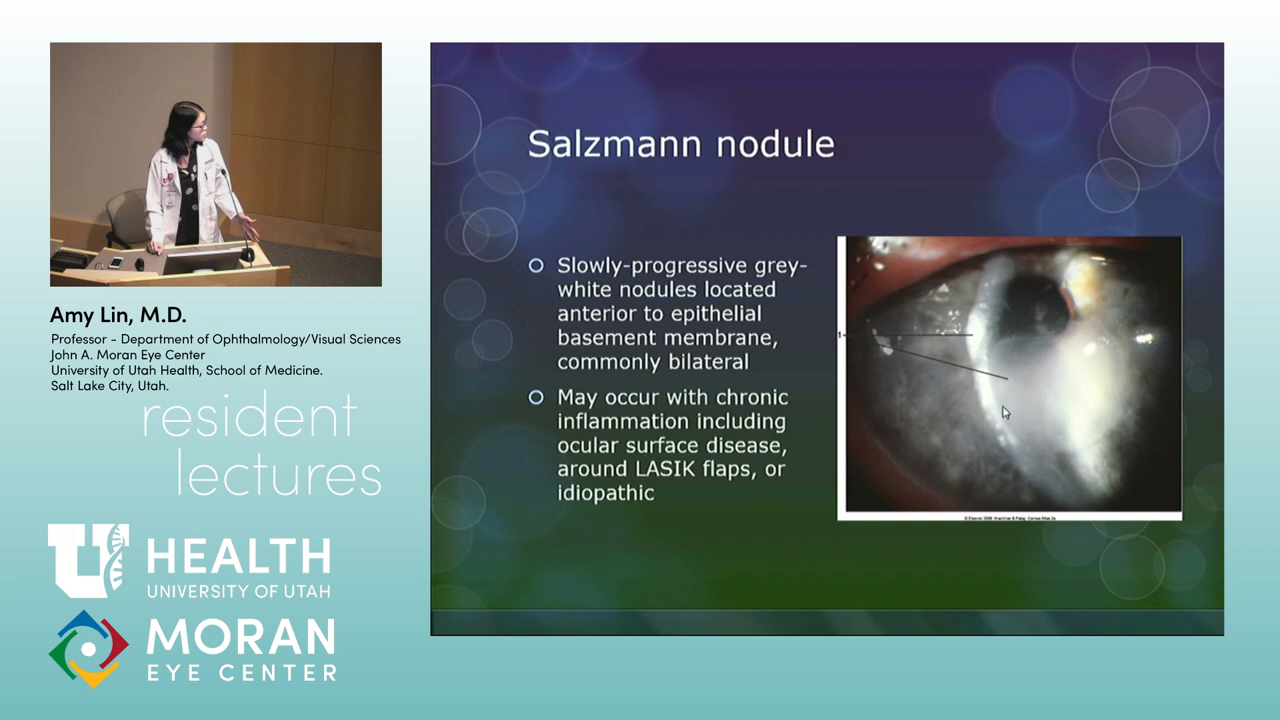 Amy Lin, M.D.
Professor - Department of Ophthalmology/Visual Sciences
John A. Moran Eye Center
University of Utah Health, School of Medicine.
Salt Lake City, Utah.
resident
lectures
U HEALTH
UNIVERSITY OF UTAH
MORAN
EYE CENTER
Salzmann nodule
Slowly-progressive grey-
white nodules located
anterior to epithelial
basement membrane,
commonly bilateral
May occur with chronic
inflammation including
ocular surface disease,
around LASIK flaps, or
idiopathic
1